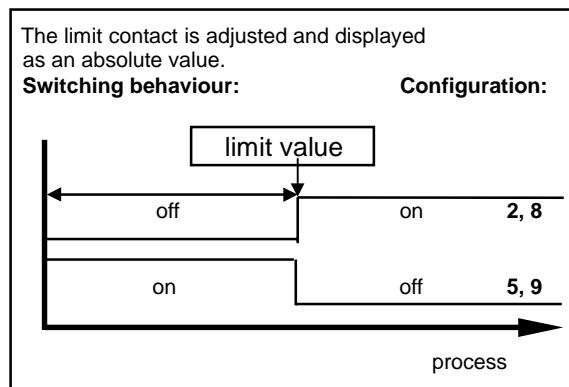 The limit contact is adjusted and displayed
as an absolute value.
Switching behaviour: Configuration:
limit value
off on 2, 8
on off 5, 9
process